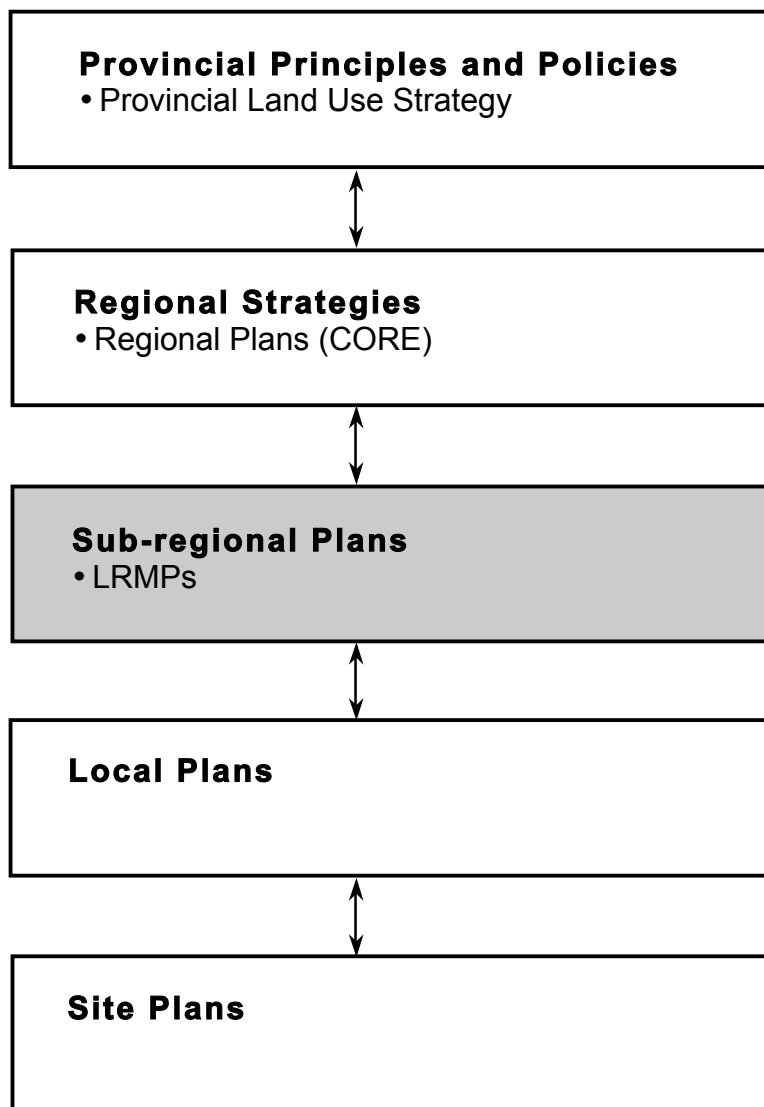 Provincial Principles and Policies
• Provincial Land Use Strategy
Regional Strategies
• Regional Plans (CORE)
Sub-regional Plans
• LRMPs
Local Plans
Site Plans